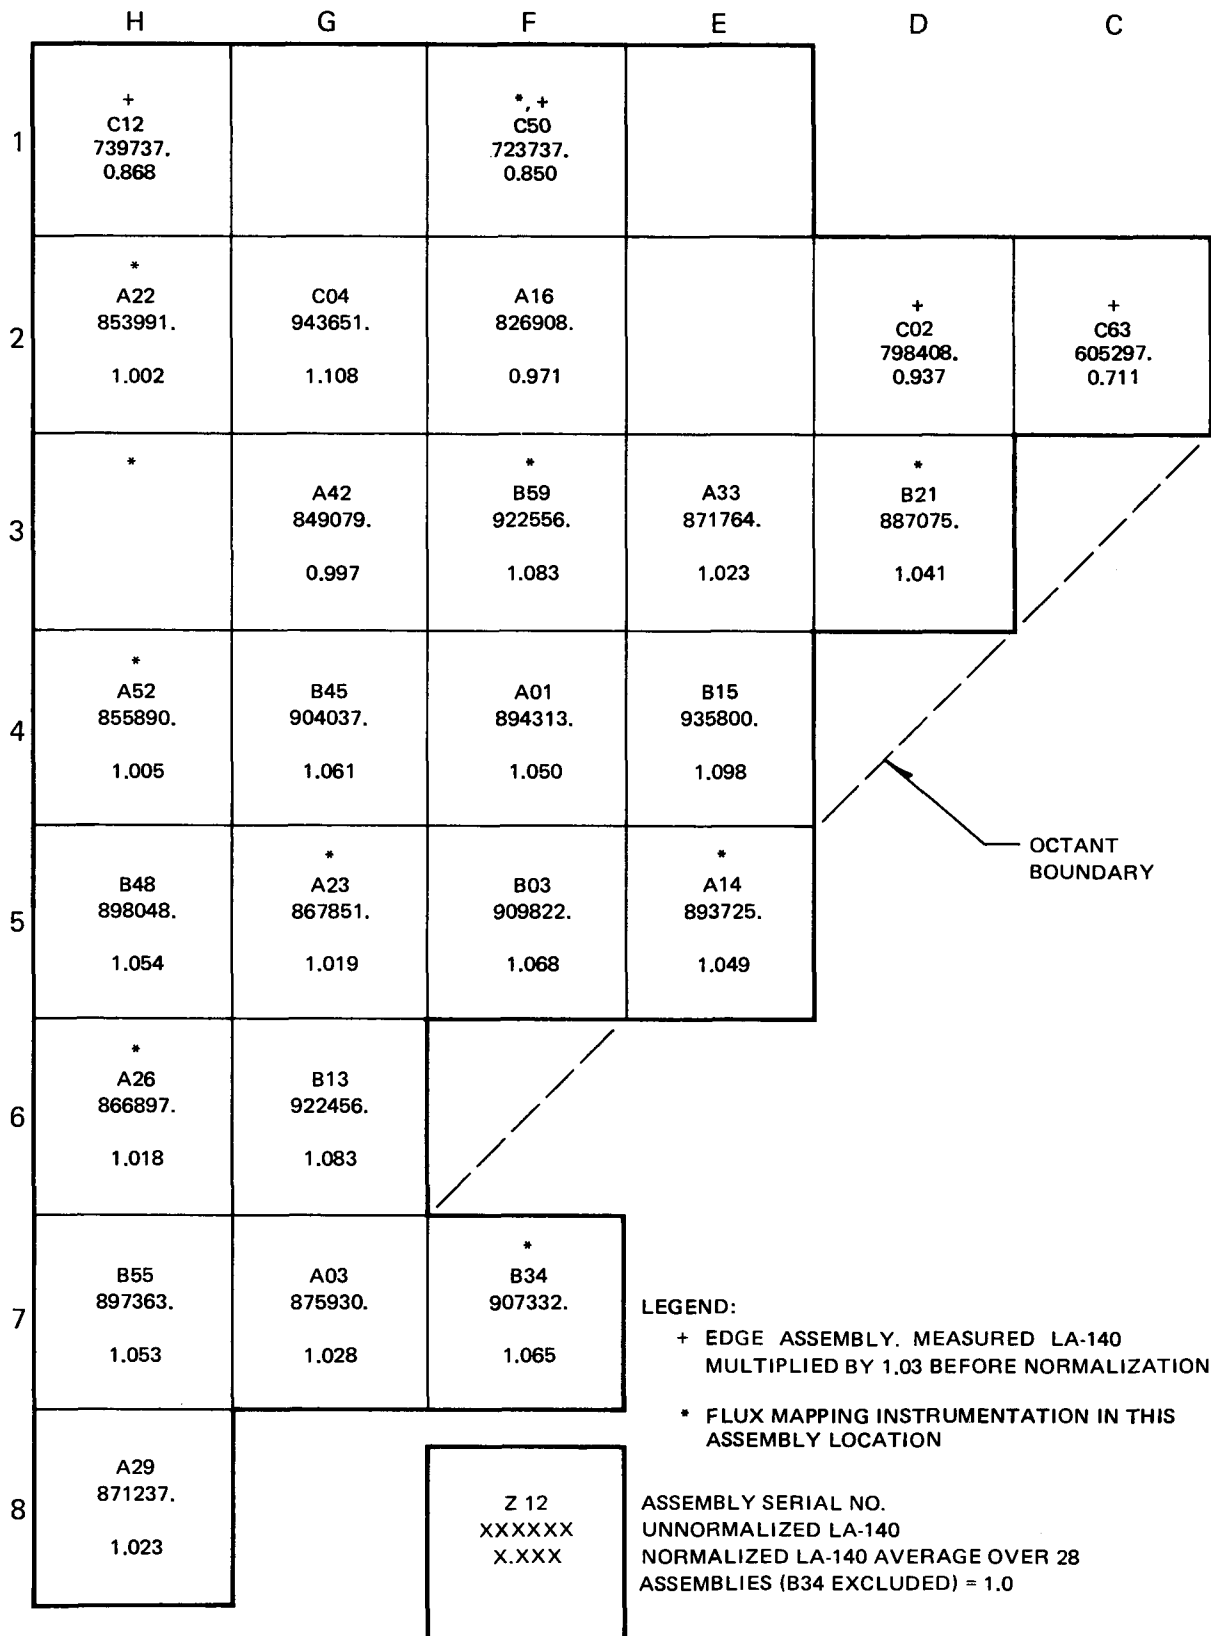 H G F E D C
1
+ *, +
C12 C50
739737. 723737.
0.868 0.850
2
*
A22 C04 A16 + +
853991. 943651. 826908. C02 C63
798408. 605297.
1.002 1.108 0.971 0.937 0.711
3
* * *
A42 B59 A33 B21
849079. 922556. 871764. 887075.
0.997 1.083 1.023 1.041
4
*
A52 B45 A01 B15
855890. 904037. 894313. 935800.
1.005 1.061 1.050 1.098
OCTANT
BOUNDARY
5
* *
B48 A23 B03 A14
898048. 867851. 909822. 893725.
1.054 1.019 1.068 1.049
6
*
A26 B13
866897. 922456.
1.018 1.083
7
*
B55 A03 B34
897363. 875930. 907332.
1.053 1.028 1.065
8
A29
871237.
1.023
LEGEND:
+ EDGE ASSEMBLY. MEASURED LA-140
MULTIPLIED BY 1.03 BEFORE NORMALIZATION
* FLUX MAPPING INSTRUMENTATION IN THIS
ASSEMBLY LOCATION
Z 12 ASSEMBLY SERIAL NO.
XXXXXX UNNORMALIZED LA-140
X.XXX NORMALIZED LA-140 AVERAGE OVER 28
ASSEMBLIES (B34 EXCLUDED) = 1.0